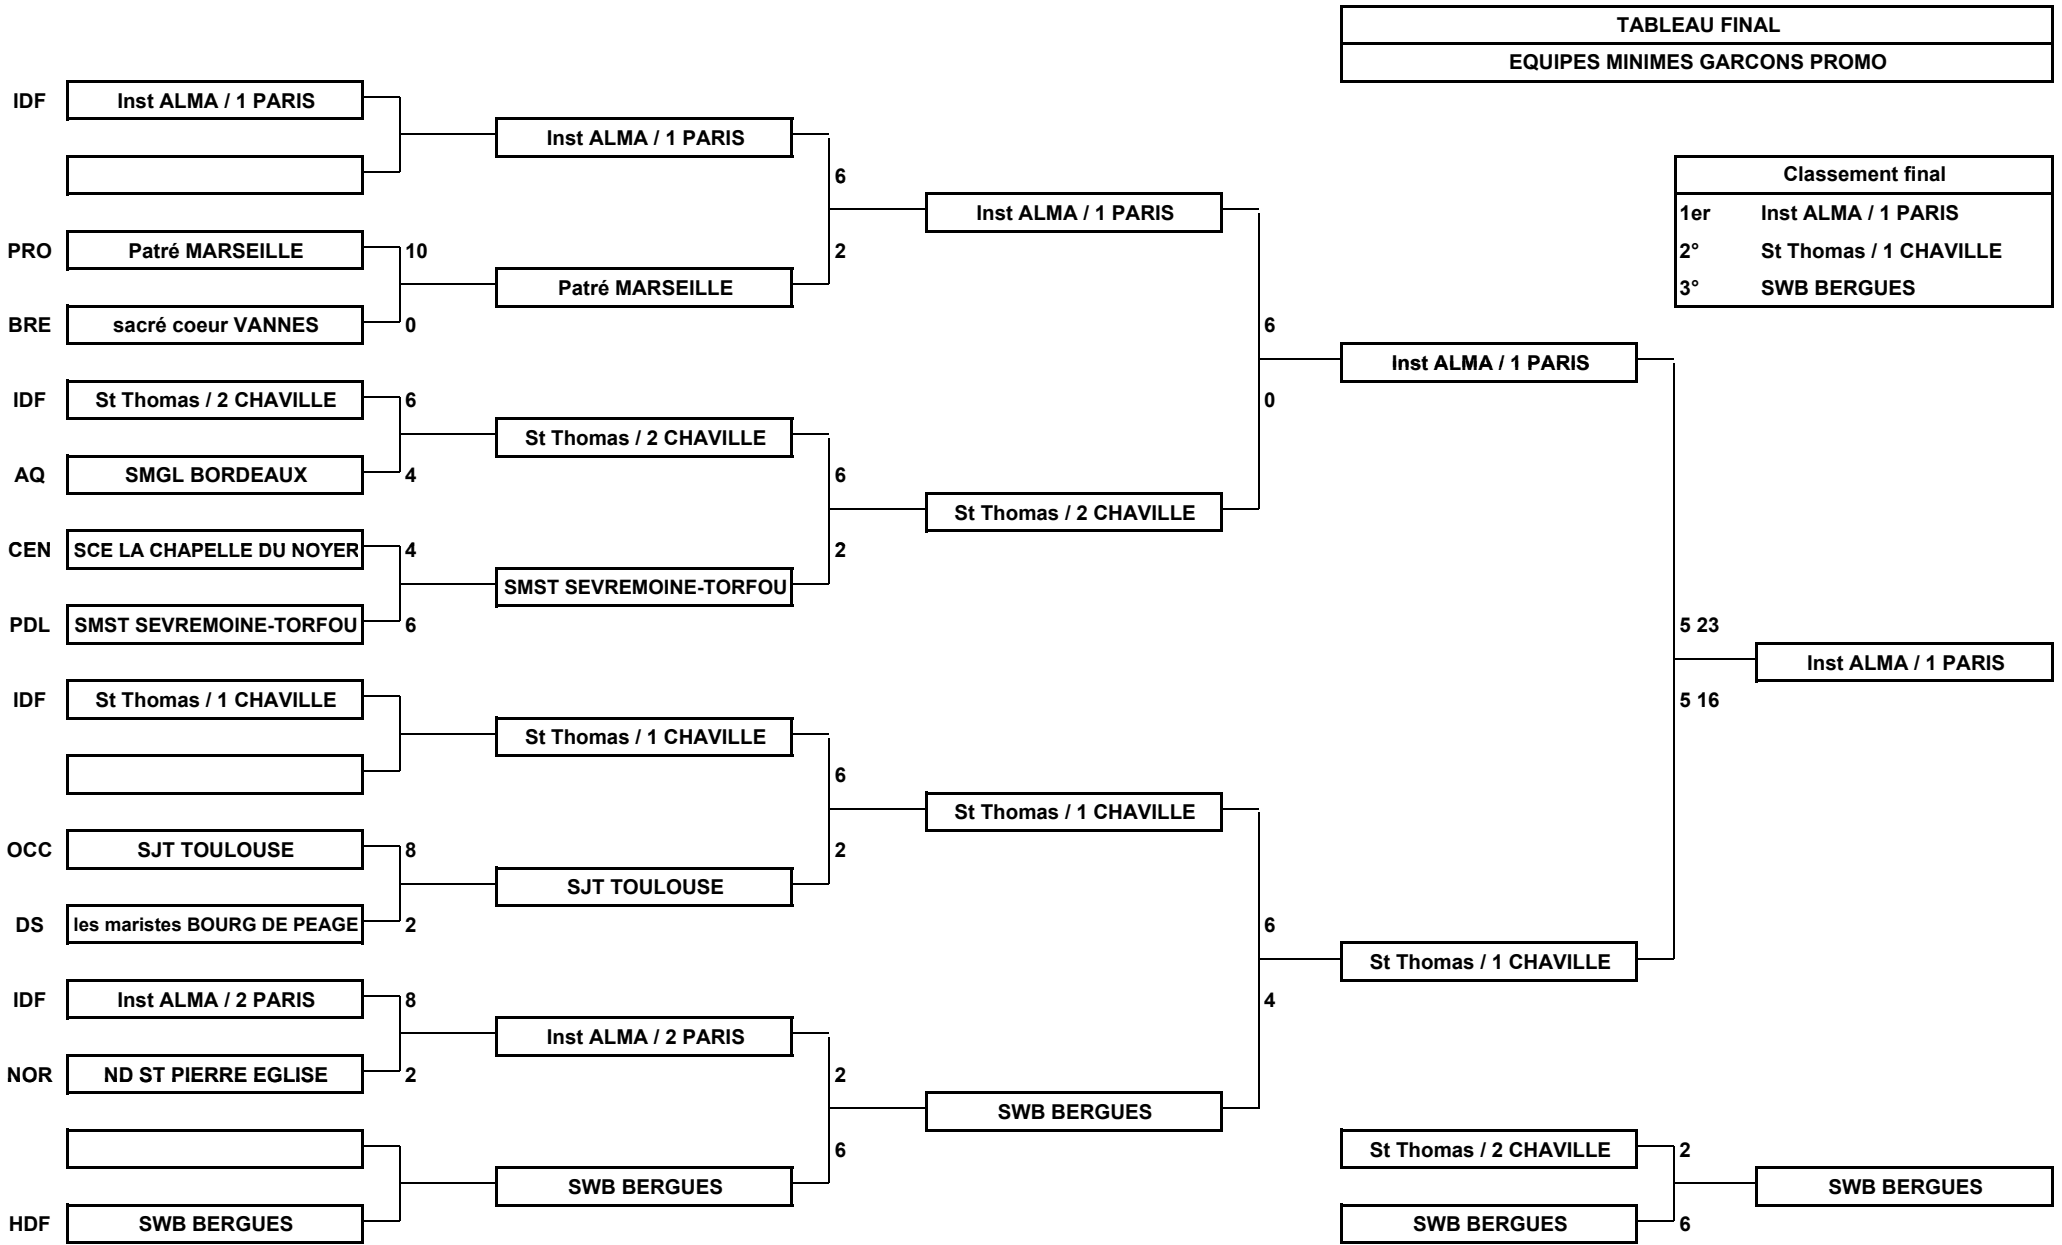 TABLEAU FINAL
EQUIPES MINIMES GARCONS PROMO
IDF Inst ALMA / 1 PARIS
Inst ALMA / 1 PARIS
Classement final
6
Inst ALMA / 1 PARIS
1er Inst ALMA / 1 PARIS
PRO Patré MARSEILLE 10
2
2° St Thomas / 1 CHAVILLE
Patré MARSEILLE
3° SWB BERGUES
BRE sacré coeur VANNES 0
6
Inst ALMA / 1 PARIS
IDF St Thomas / 2 CHAVILLE 6
0
St Thomas / 2 CHAVILLE
AQ SMGL BORDEAUX 4
6
St Thomas / 2 CHAVILLE
CEN SCE LA CHAPELLE DU NOYER 4
2
SMST SEVREMOINE-TORFOU
PDL SMST SEVREMOINE-TORFOU 6
5 23
Inst ALMA / 1 PARIS
IDF St Thomas / 1 CHAVILLE
5 16
St Thomas / 1 CHAVILLE
6
St Thomas / 1 CHAVILLE
OCC SJT TOULOUSE 8
2
SJT TOULOUSE
DS les maristes BOURG DE PEAGE 2
6
St Thomas / 1 CHAVILLE
IDF Inst ALMA / 2 PARIS 8
4
Inst ALMA / 2 PARIS
NOR ND ST PIERRE EGLISE 2
2
SWB BERGUES
6
St Thomas / 2 CHAVILLE 2
SWB BERGUES
SWB BERGUES
HDF SWB BERGUES
SWB BERGUES 6